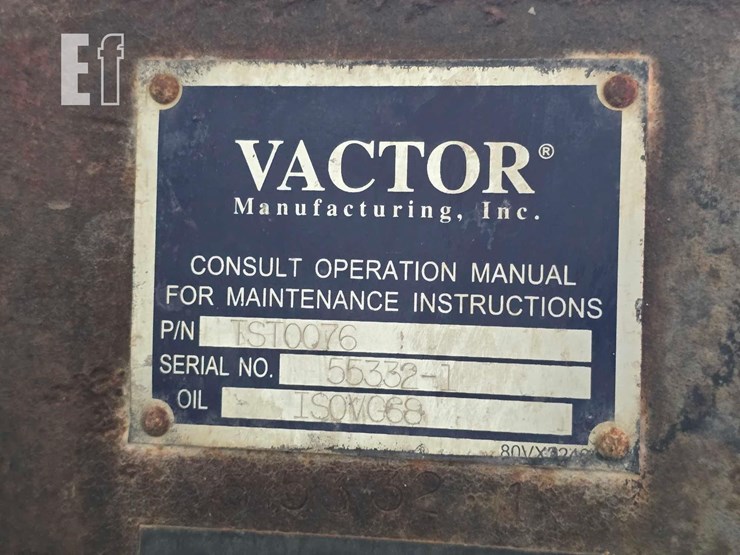 Ef
VACTOR®
Manufacturing, Inc.
CONSULT OPERATION MANUAL
FOR MAINTENANCE INSTRUCTIONS
P/N TST0076
SERIAL NO. 55332-1
OIL ISOVG68